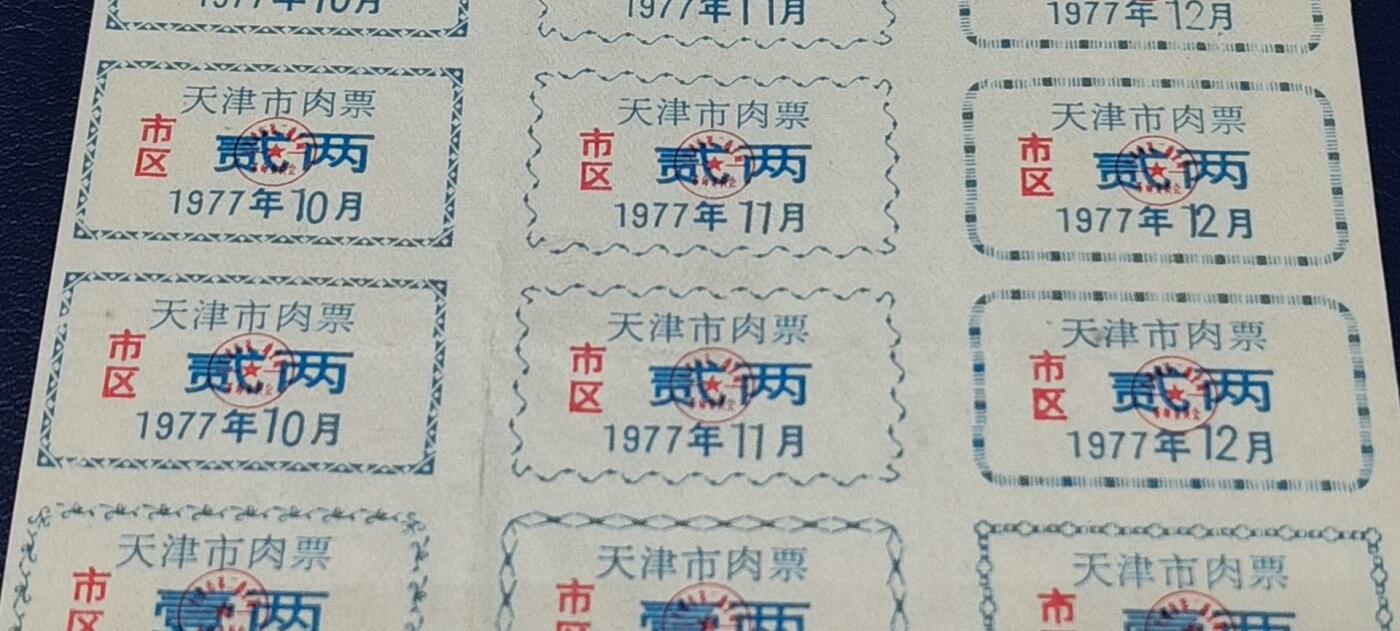 1977年10月
1977年11月
1977年12月
天津市肉票
市区
贰两
1977年10月
天津市肉票
市区
贰两
1977年11月
天津市肉票
市区
贰两
1977年12月
天津市肉票
市区
贰两
1977年10月
天津市肉票
市区
贰两
1977年11月
天津市肉票
市区
贰两
1977年12月
天津市肉票
市区
壹两
天津市肉票
市区
壹两
天津市肉票
市
壹两